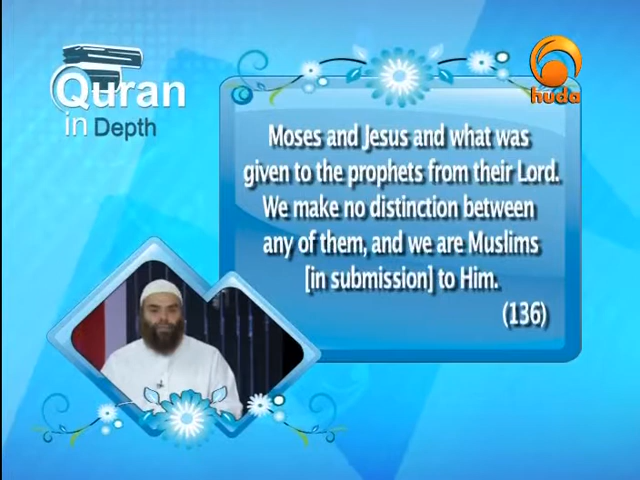 Quran
in Depth
huda
Moses and Jesus and what was
given to the prophets from their Lord.
We make no distinction between
any of them, and we are Muslims
[in submission] to Him.
(136)